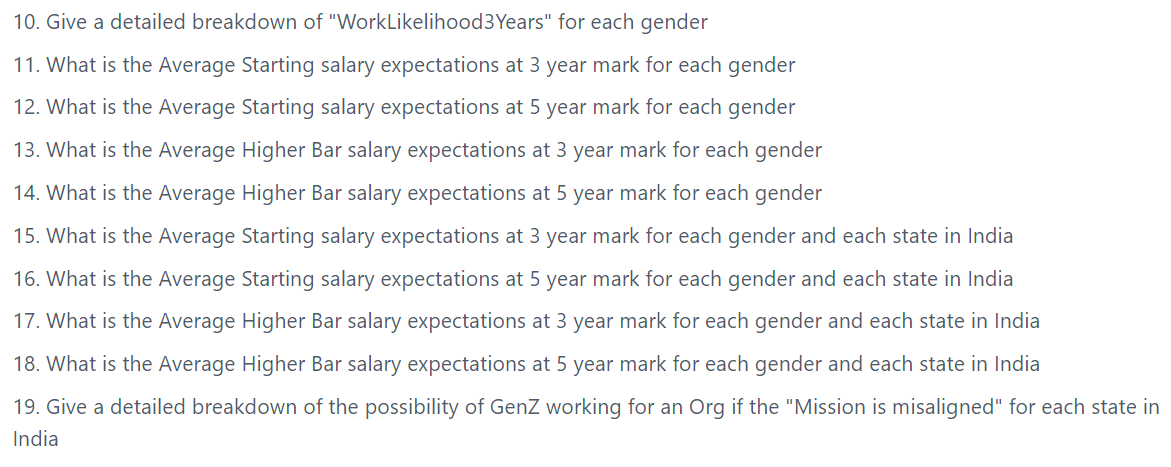 10. Give a detailed breakdown of "WorkLikelihood3Years" for each gender
11. What is the Average Starting salary expectations at 3 year mark for each gender
12. What is the Average Starting salary expectations at 5 year mark for each gender
13. What is the Average Higher Bar salary expectations at 3 year mark for each gender
14. What is the Average Higher Bar salary expectations at 5 year mark for each gender
15. What is the Average Starting salary expectations at 3 year mark for each gender and each state in India
16. What is the Average Starting salary expectations at 5 year mark for each gender and each state in India
17. What is the Average Higher Bar salary expectations at 3 year mark for each gender and each state in India
18. What is the Average Higher Bar salary expectations at 5 year mark for each gender and each state in India
19. Give a detailed breakdown of the possibility of GenZ working for an Org if the "Mission is misaligned" for each state in
India